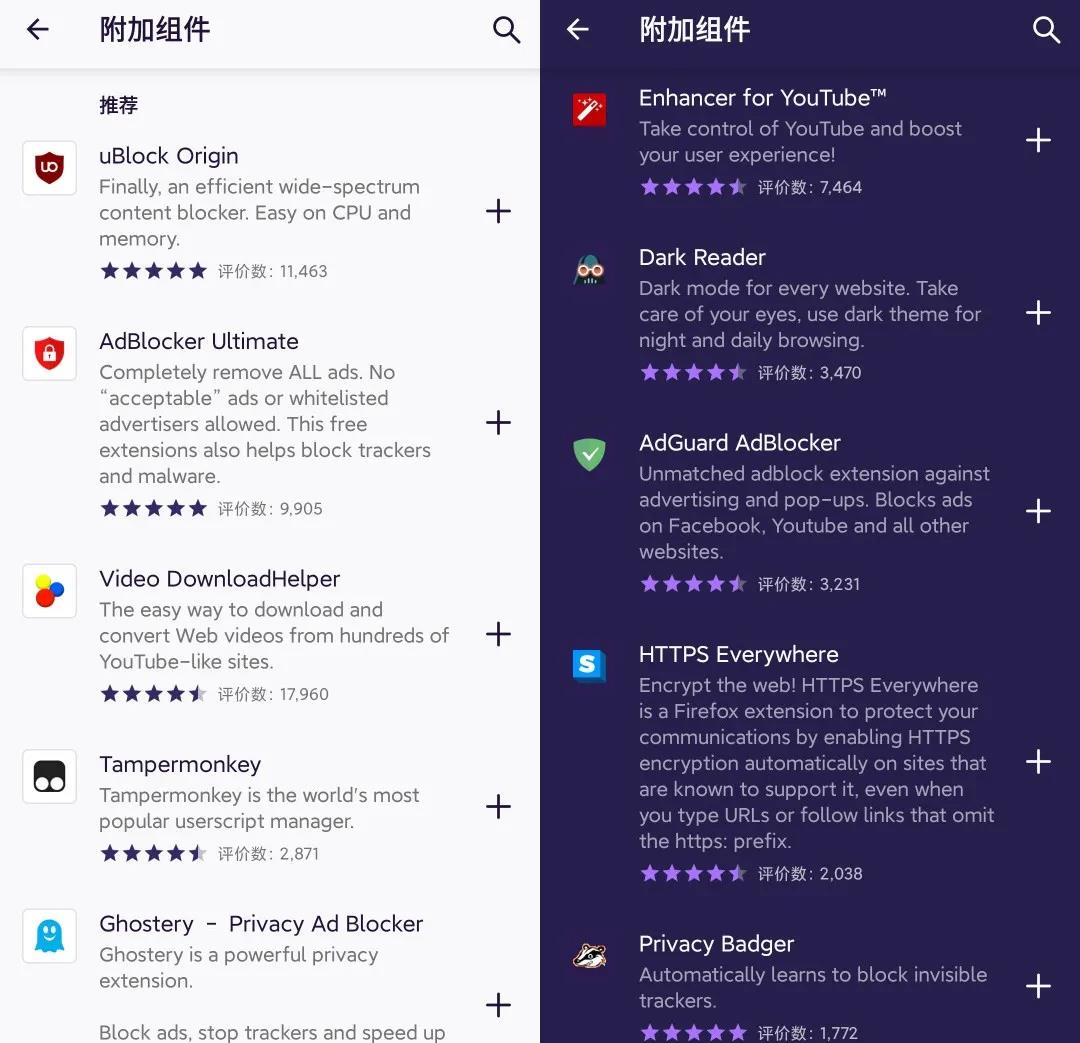 附加组件
推荐
uBlock Origin
Finally, an efficient wide-spectrum
content blocker. Easy on CPU and
memory.
评价数: 11,463
AdBlocker Ultimate
Completely remove ALL ads. No
“acceptable” ads or whitelisted
advertisers allowed. This free
extensions also helps block trackers
and malware.
评价数: 9,905
Video DownloadHelper
The easy way to download and
convert Web videos from hundreds of
YouTube-like sites.
评价数: 17,960
Tampermonkey
Tampermonkey is the world's most
popular userscript manager.
评价数: 2,871
Ghostery - Privacy Ad Blocker
Ghostery is a powerful privacy
extension.
Block ads, stop trackers and speed up
附加组件
Enhancer for YouTube™
Take control of YouTube and boost
your user experience!
评价数: 7,464
Dark Reader
Dark mode for every website. Take
care of your eyes, use dark theme for
night and daily browsing.
评价数: 3,470
AdGuard AdBlocker
Unmatched adblock extension against
advertising and pop-ups. Blocks ads
on Facebook, Youtube and all other
websites.
评价数: 3,231
HTTPS Everywhere
Encrypt the web! HTTPS Everywhere
is a Firefox extension to protect your
communications by enabling HTTPS
encryption automatically on sites that
are known to support it, even when
you type URLs or follow links that omit
the https: prefix.
评价数: 2,038
Privacy Badger
Automatically learns to block invisible
trackers.
评价数: 1,772